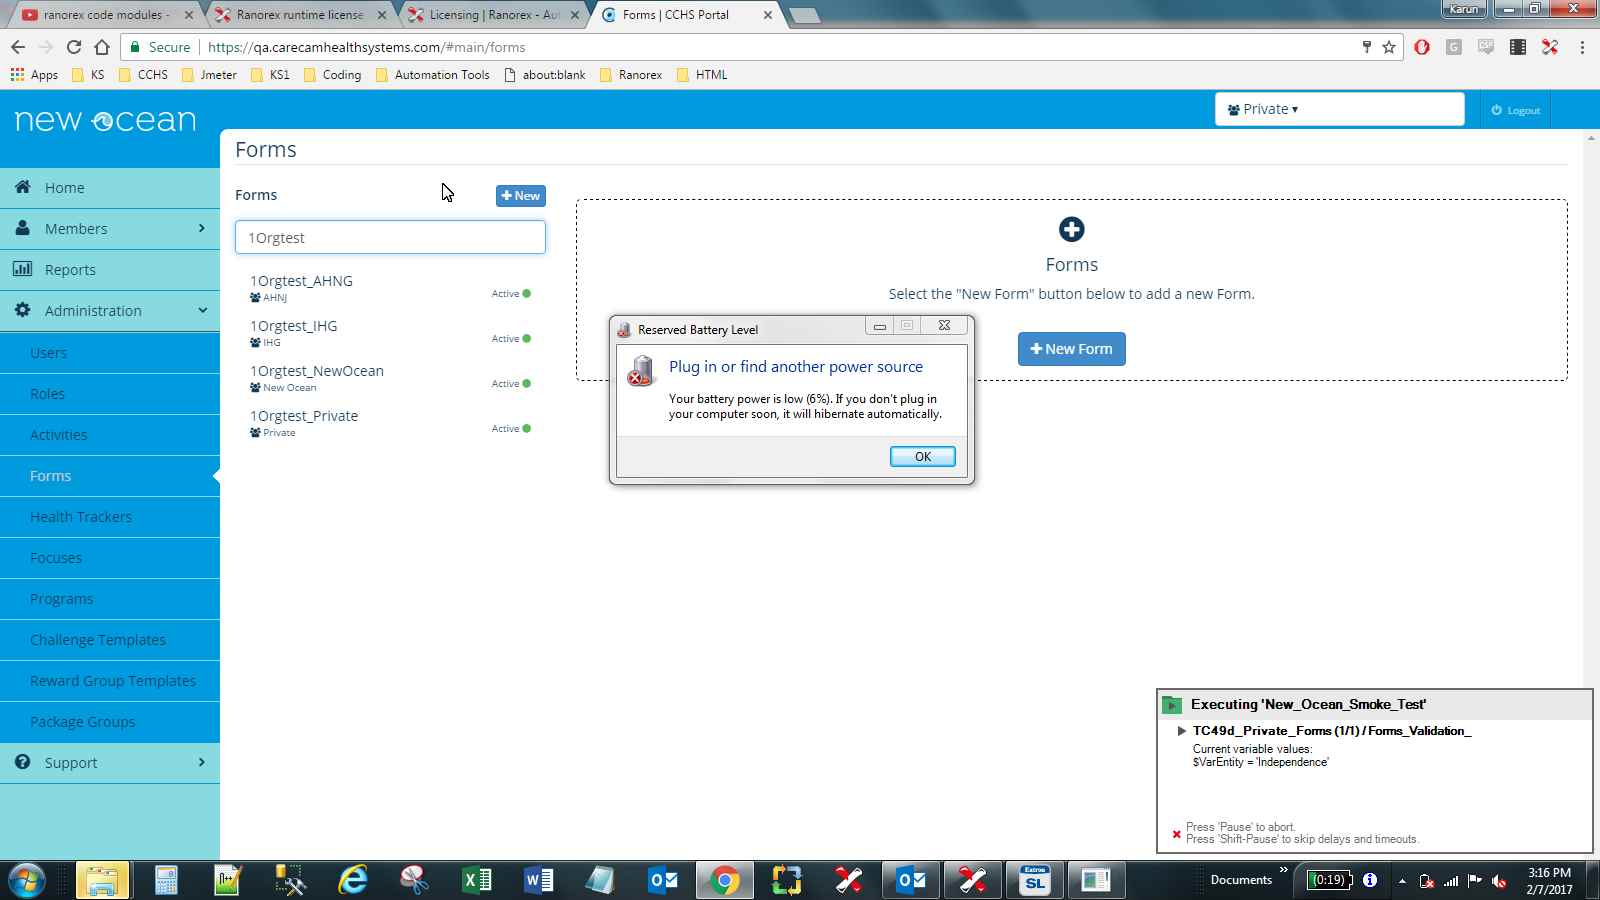 ranorex code modules -
Ranorex runtime license
Licensing | Ranorex - Aut
Forms | CCHS Portal
Karun
Secure
https://qa.carecamhealthsystems.com/#main/forms
Apps
KS
CCHS
Jmeter
KS1
Coding
Automation Tools
about:blank
Ranorex
HTML
new ocean
Private
Logout
Forms
Home
Members
Reports
Administration
Users
Roles
Activities
Forms
Health Trackers
Focuses
Programs
Challenge Templates
Reward Group Templates
Package Groups
Support
Forms
New
1Orgtest
1Orgtest_AHNG
AHNJ
Active
1Orgtest_IHG
IHG
Active
1Orgtest_NewOcean
New Ocean
Active
1Orgtest_Private
Private
Active
Forms
Select the "New Form" button below to add a new Form.
New Form
Reserved Battery Level
Plug in or find another power source
Your battery power is low (6%). If you don't plug in
your computer soon, it will hibernate automatically.
OK
Executing 'New_Ocean_Smoke_Test'
TC49d_Private_Forms (1/1) / Forms_Validation_
Current variable values:
$VarEntity = 'Independence'
Press 'Pause' to abort.
Press 'Shift-Pause' to skip delays and timeouts.
Extron
SL
Documents
(0:19)
3:16 PM
2/7/2017